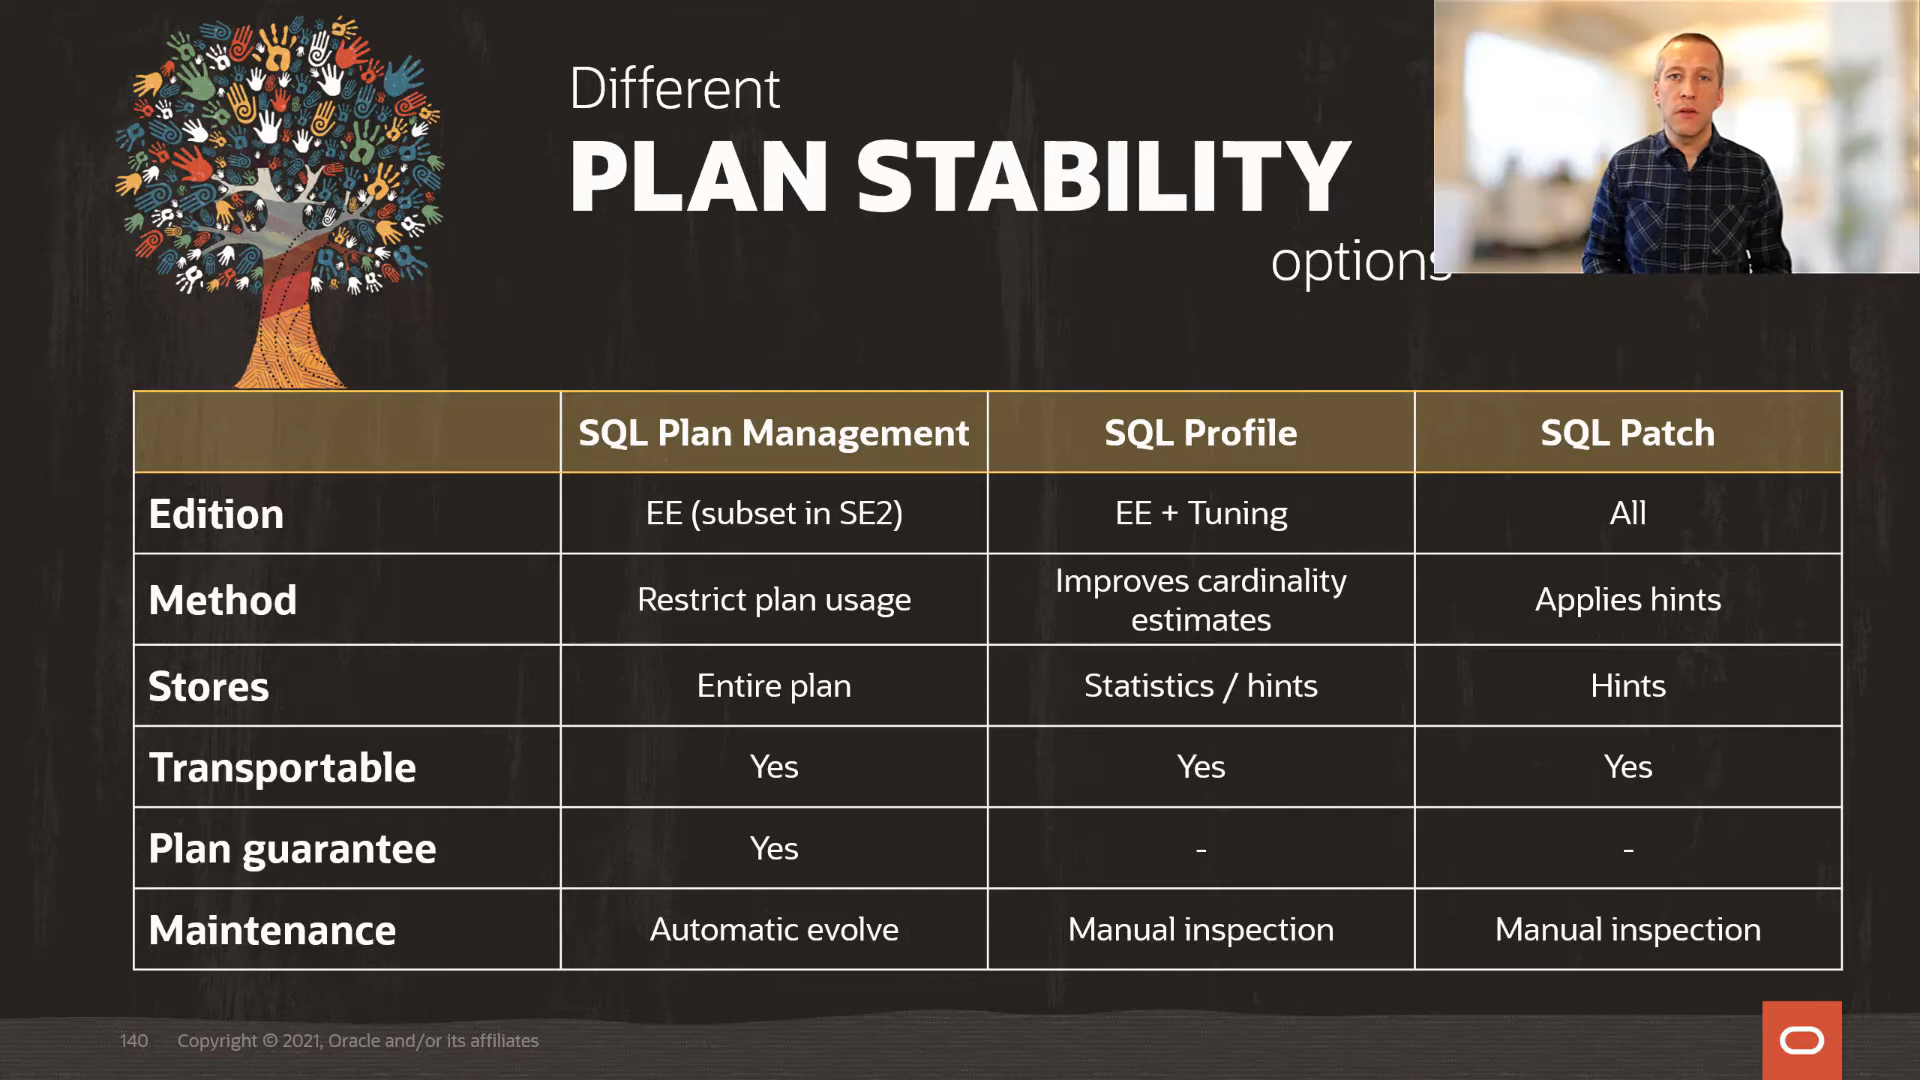 Different
PLAN STABILITY
options
SQL Plan Management SQL Profile SQL Patch
Edition EE (subset in SE2) EE + Tuning All
Method Restrict plan usage Improves cardinality estimates Applies hints
Stores Entire plan Statistics / hints Hints
Transportable Yes Yes Yes
Plan guarantee Yes - -
Maintenance Automatic evolve Manual inspection Manual inspection
140 Copyright © 2021, Oracle and/or its affiliates